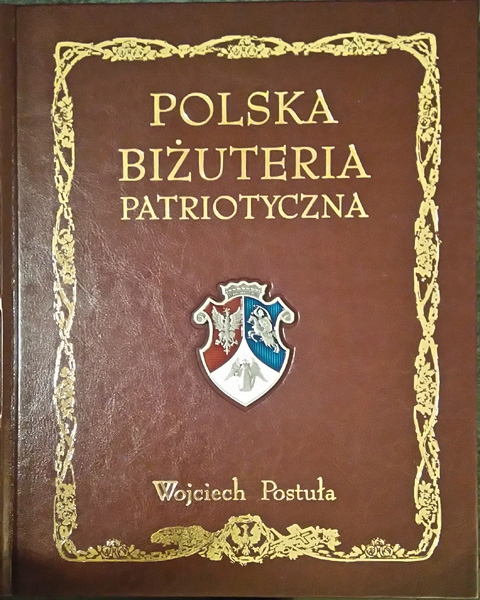 POLSKA
BIŻUTERIA
PATRIOTYCZNA
Wojciech Postuła